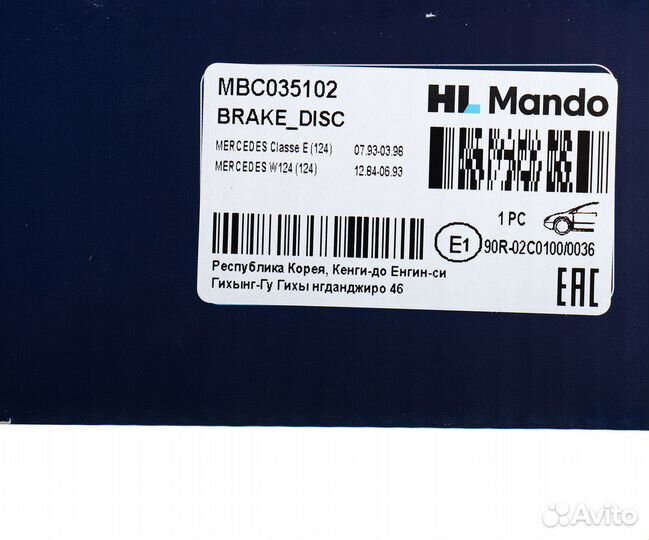 MBC035102
HL Mando
BRAKE_DISC
MERCEDES Classe E (124) 07.93-03.96
MERCEDES W124 (124) 12.84-06.93
1 PC
E1 90R-02C0100/0036
Республика Корея, Кенги-до Енгин-си
Гихынг-Гу Гихы нгданджиро 46
EAC
Avito